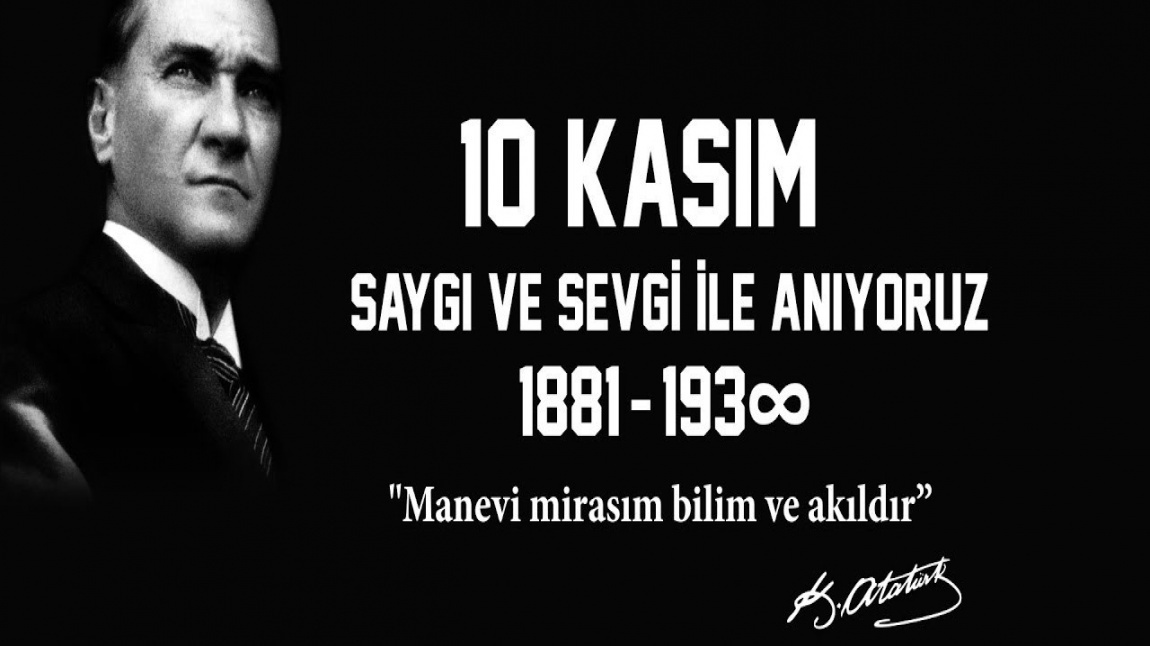 10 KASIM
SAYGI VE SEVGİ İLE ANIYORUZ
1881 - 193∞
"Manevi mirasım bilim ve akıldır”
K. Atatürk